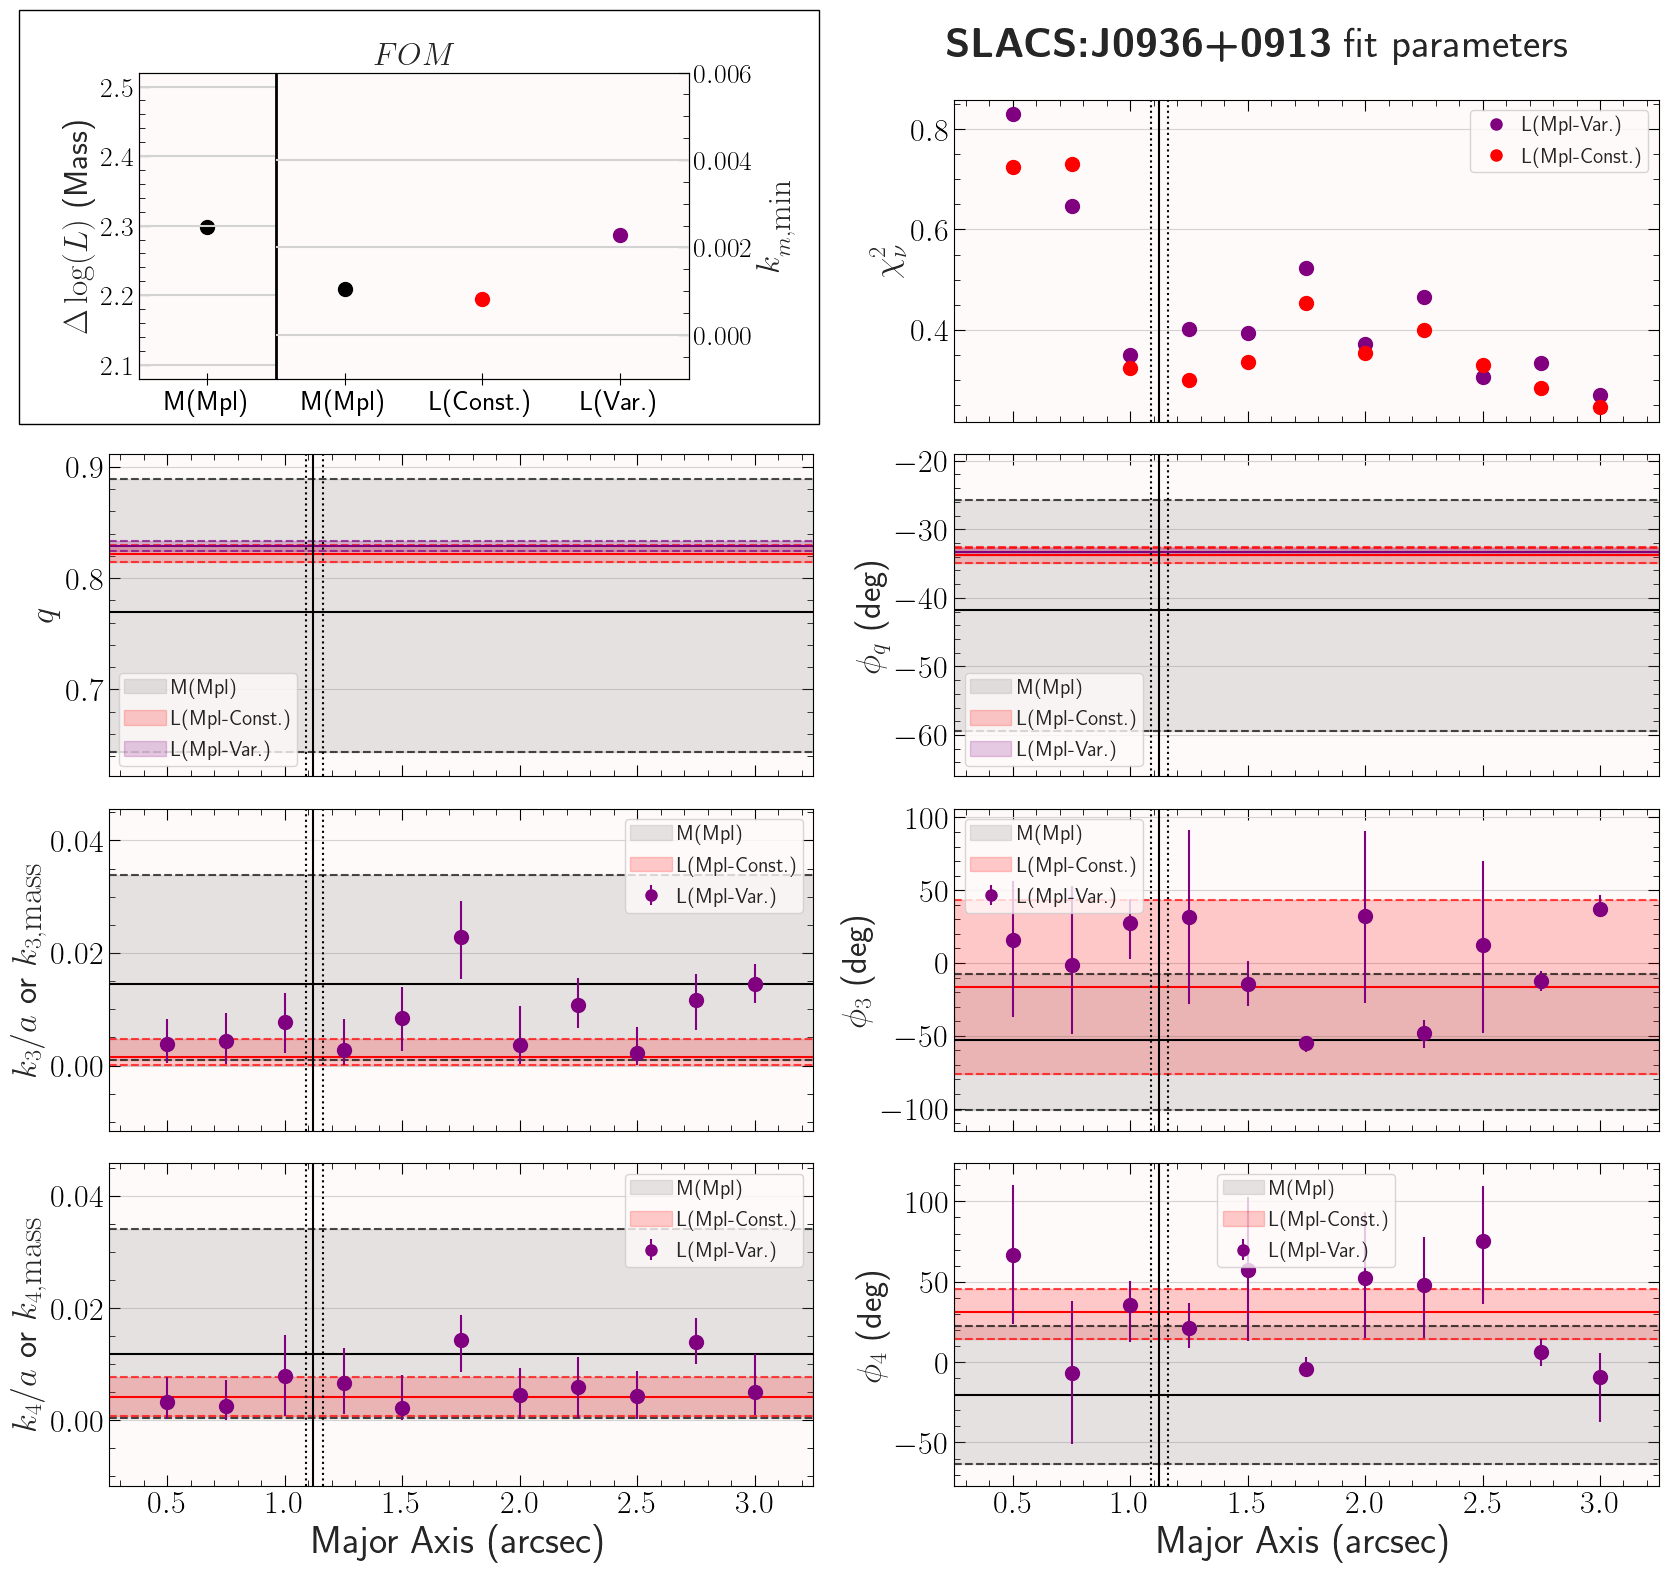 SLACS:J0936+0913 fit parameters
FOM
Δ log(L) (Mass)
2.5
2.4
2.3
2.2
2.1
0.006
0.004
0.002
0.000
k_{m,min}
M(Mpl) M(Mpl) L(Const.) L(Var.)
χ²_ν
0.8
0.6
0.4
L(Mpl-Var.)
L(Mpl-Const.)
q
0.9
0.8
0.7
M(Mpl)
L(Mpl-Const.)
L(Mpl-Var.)
ϕ_q (deg)
−20
−30
−40
−50
−60
M(Mpl)
L(Mpl-Const.)
L(Mpl-Var.)
k_3/a or k_{3,mass}
0.04
0.02
0.00
M(Mpl)
L(Mpl-Const.)
L(Mpl-Var.)
ϕ_3 (deg)
100
50
0
−50
−100
M(Mpl)
L(Mpl-Const.)
L(Mpl-Var.)
k_4/a or k_{4,mass}
0.04
0.02
0.00
M(Mpl)
L(Mpl-Const.)
L(Mpl-Var.)
0.5 1.0 1.5 2.0 2.5 3.0
Major Axis (arcsec)
ϕ_4 (deg)
100
50
0
−50
M(Mpl)
L(Mpl-Const.)
L(Mpl-Var.)
0.5 1.0 1.5 2.0 2.5 3.0
Major Axis (arcsec)